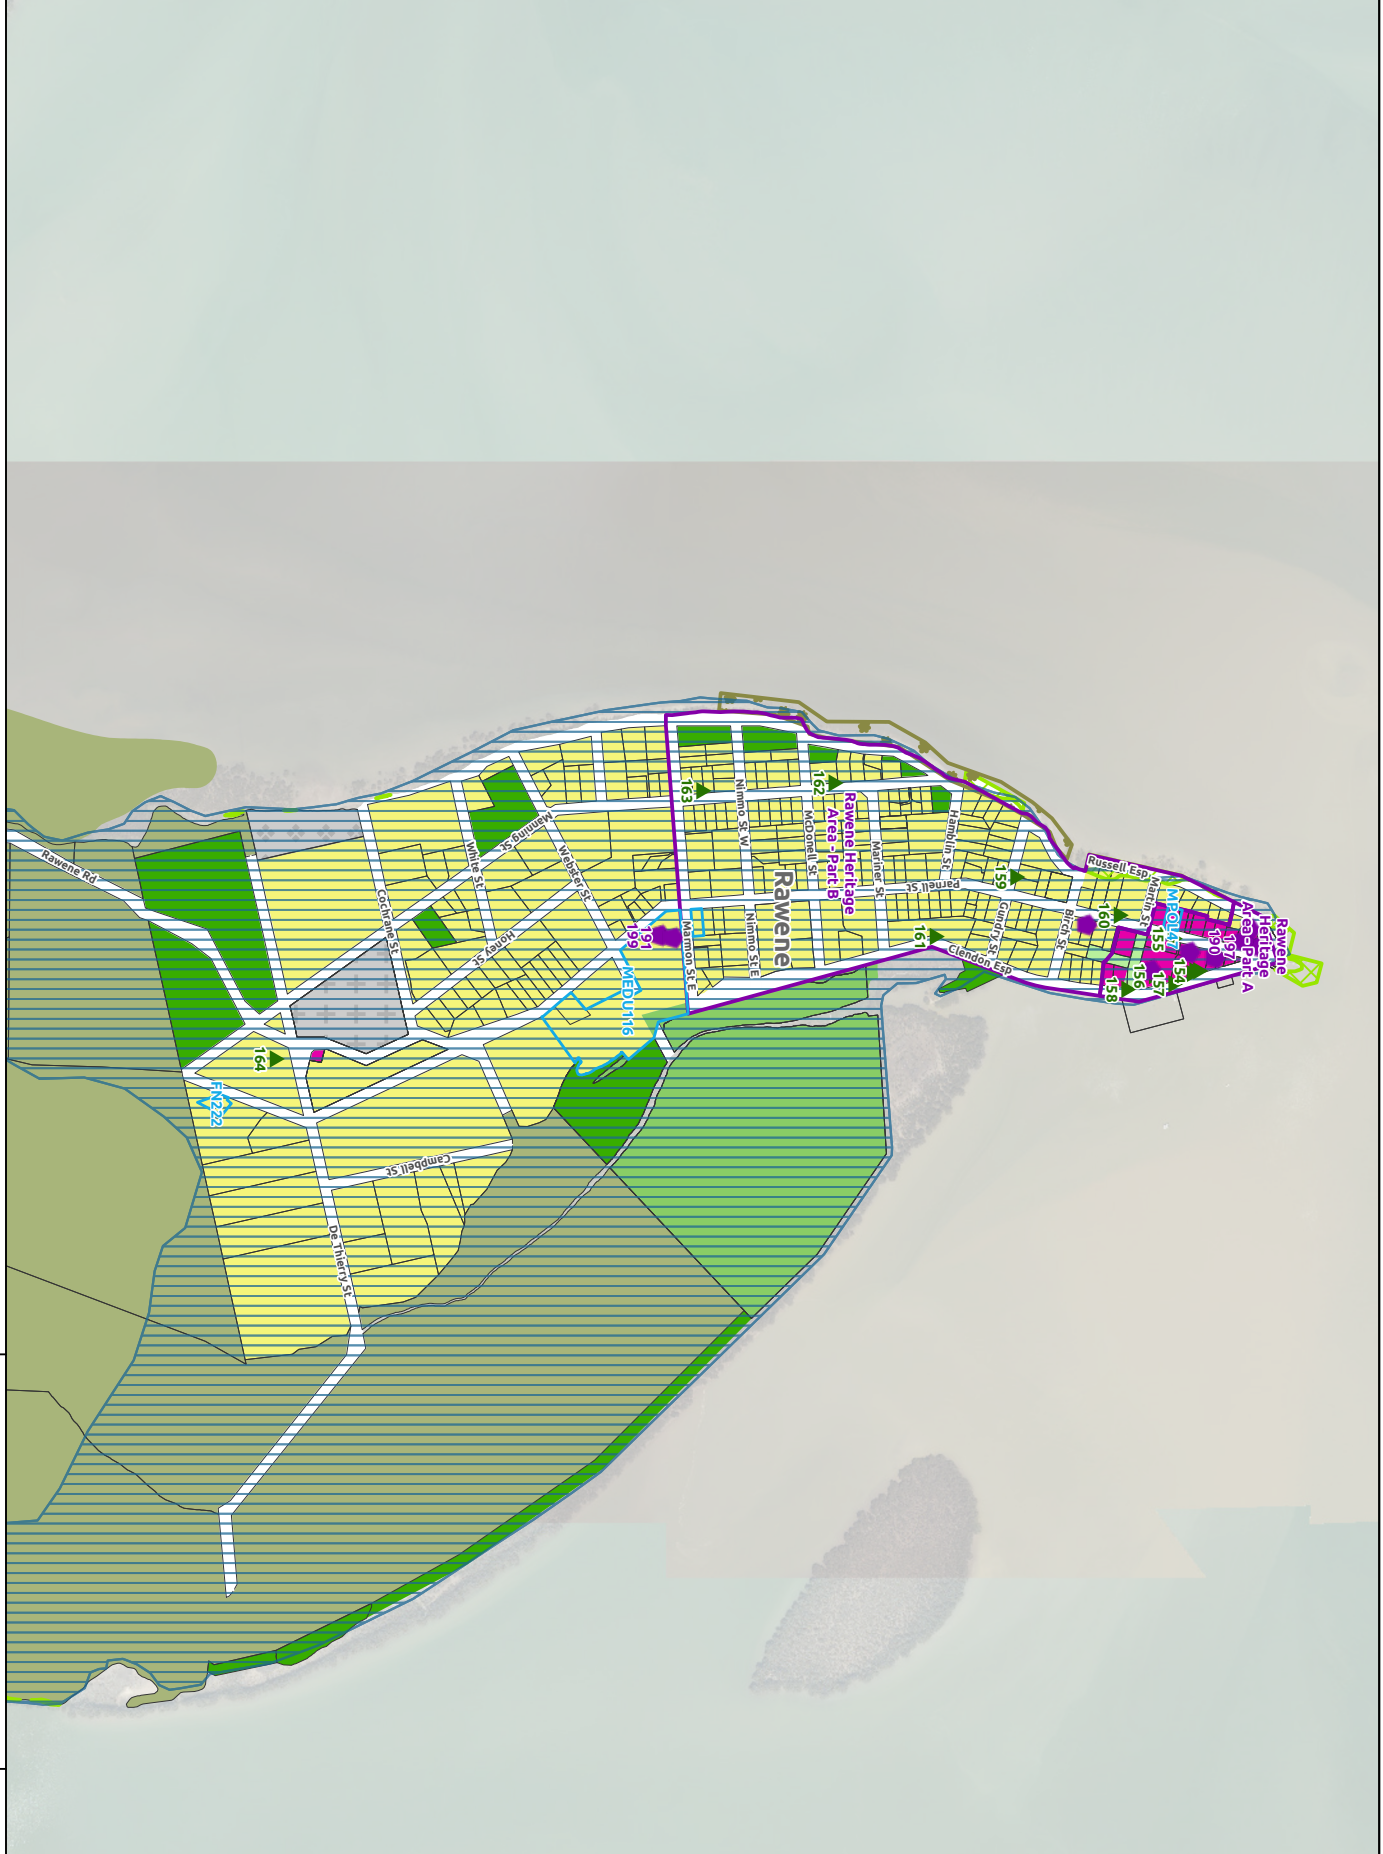 Rawene
Heritage
Area - Part A
197
190
154
157
156
158
155
MPOL47
Martin St
Russell Esp
160
Birch St
159
Gundry St
Clendon Esp
161
Hamblin St
Parnell St
Mariner St
Rawene Heritage
Area - Part B
162
McDonell St
Rawene
Nimmo St W
Nimmo St E
163
Marmon St E
191
199
MEDU116
Webster St
Manning St
White St
Honey St
Cochrane St
Campbell St
De Thierry St
164
FN222
Rawene Rd